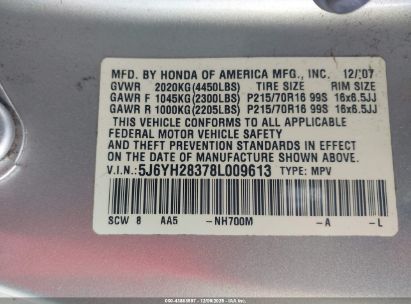 MFD. BY HONDA OF AMERICA MFG., INC. 12/07
GVWR 2020KG(4450LBS) TIRE SIZE RIM SIZE
GAWR F 1045KG(2300LBS) P215/70R16 99S 16x6.5JJ
GAWR R 1000KG(2205LBS) P215/70R16 99S 16x6.5JJ
THIS VEHICLE CONFORMS TO ALL APPLICABLE
FEDERAL MOTOR VEHICLE SAFETY
AND THEFT PREVENTION STANDARDS IN EFFECT
ON THE DATE OF MANUFACTURE SHOWN ABOVE.
V.I.N.: 5J6YH28378L009613 TYPE: MPV
SCW 8 AA5 -NH700M -A -L